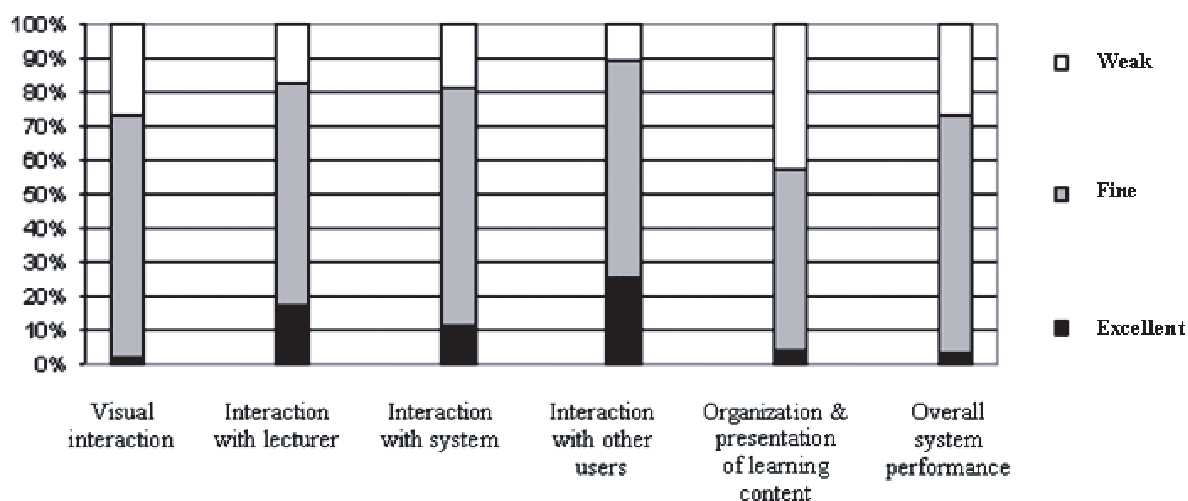 100%
90%
80%
70%
60%
50%
40%
30%
20%
10%
0%
Weak
Fine
Excellent
Visual
interaction
Interaction
with lecturer
Interaction
with system
Interaction
with other
users
Organization &
presentation
of learning
content
Overall
system
performance